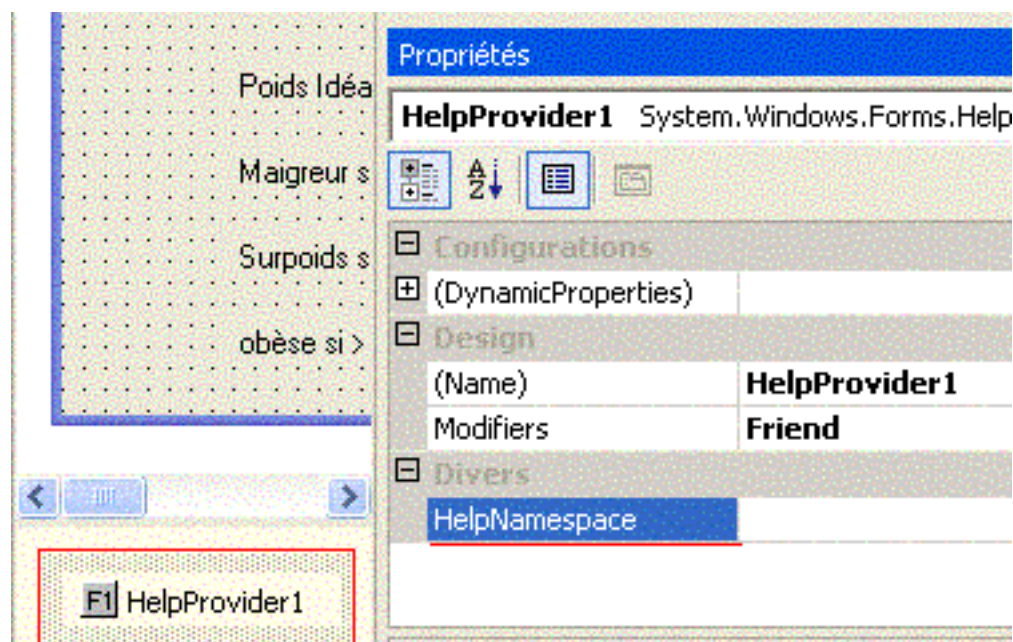 Poids Idéa
Maigreur s
Surpoids s
obèse si >
F1 HelpProvider1
Propriétés
HelpProvider1 System.Windows.Forms.Help
A
Z
Configurations
(DynamicProperties)
Design
(Name) HelpProvider1
Modifiers Friend
Divers
HelpNamespace